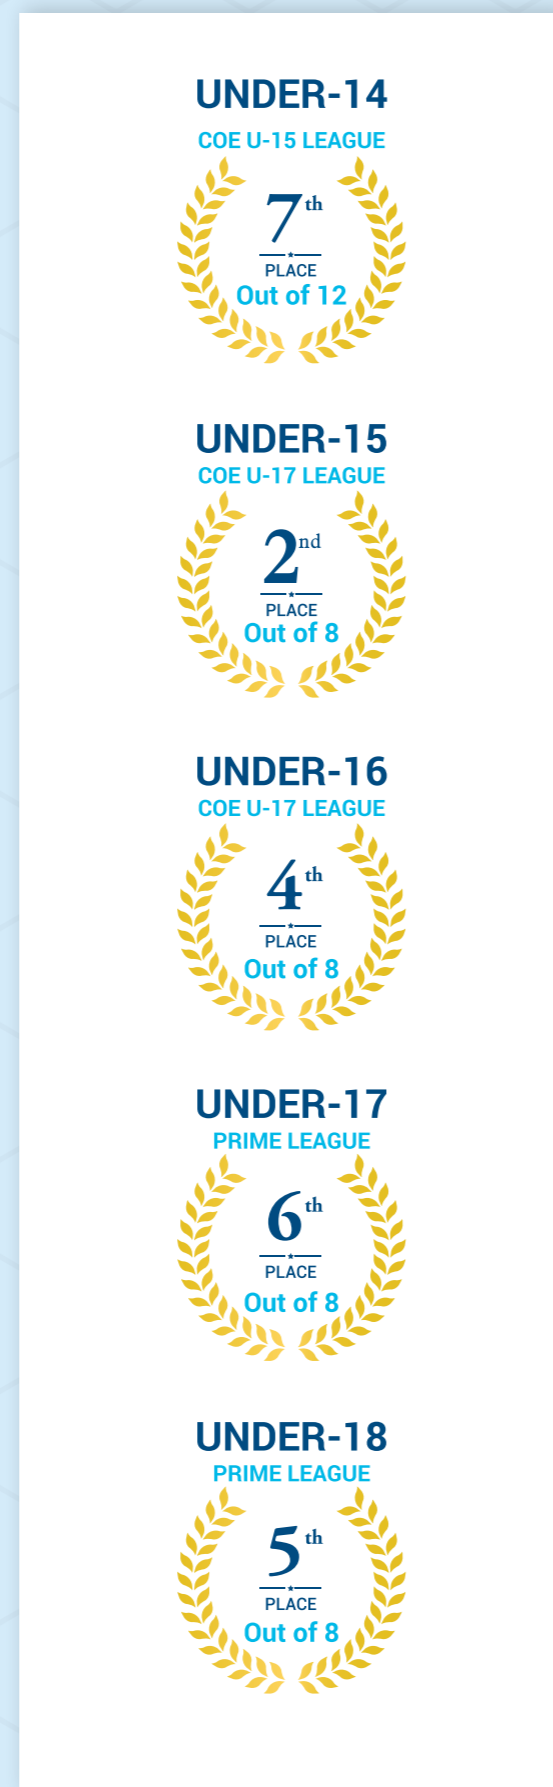 UNDER-14
COE U-15 LEAGUE
7th
PLACE
Out of 12
UNDER-15
COE U-17 LEAGUE
2nd
PLACE
Out of 8
UNDER-16
COE U-17 LEAGUE
4th
PLACE
Out of 8
UNDER-17
PRIME LEAGUE
6th
PLACE
Out of 8
UNDER-18
PRIME LEAGUE
5th
PLACE
Out of 8